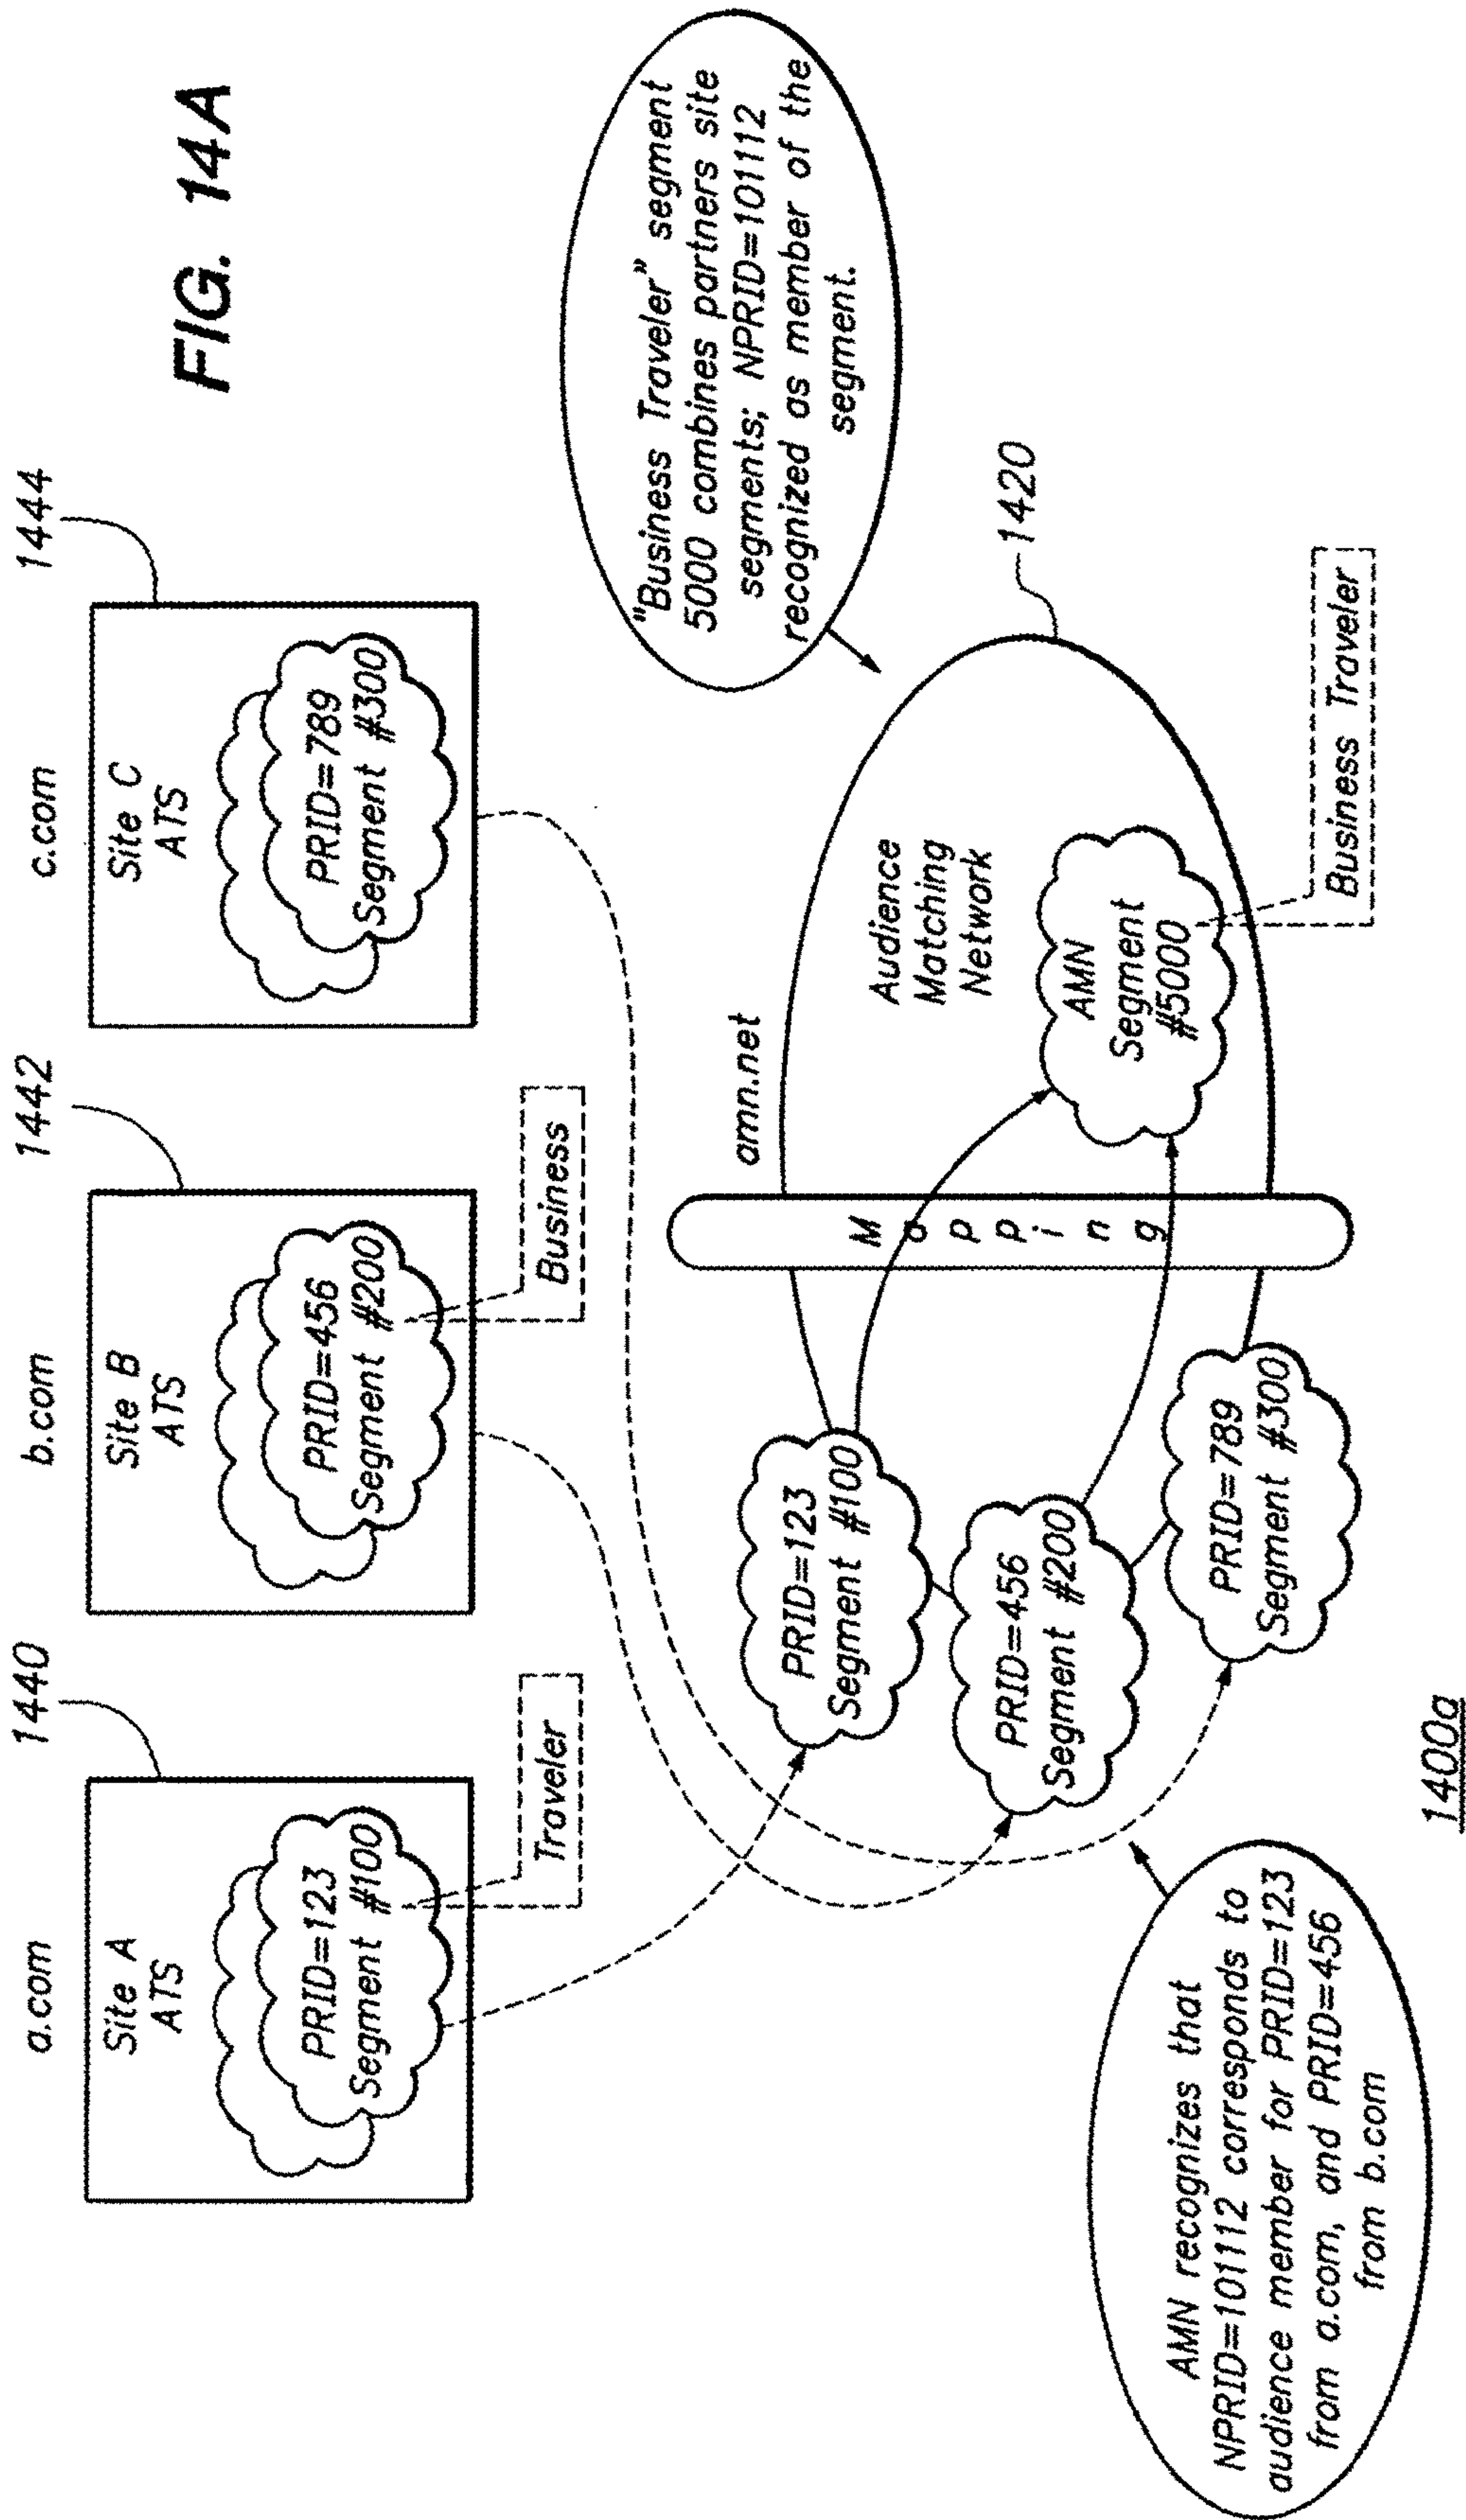 FIG. 14A
a.com
1440
Site A
ATS
PRID=123
Segment #100
Traveler
b.com
1442
Site B
ATS
PRID=456
Segment #200
Business
c.com
1444
Site C
ATS
PRID=789
Segment #300
"Business Traveler" segment
5000 combines partners site
segments; NPRID=101112
recognized as member of the
segment.
amn.net
1420
Audience
Matching
Network
Mapping
PRID=123
Segment #100
PRID=456
Segment #200
PRID=789
Segment #300
AMN
Segment
#5000
Business Traveler
AMN recognizes that
NPRID=101112 corresponds to
audience member for PRID=123
from a.com, and PRID=456
from b.com
1400a